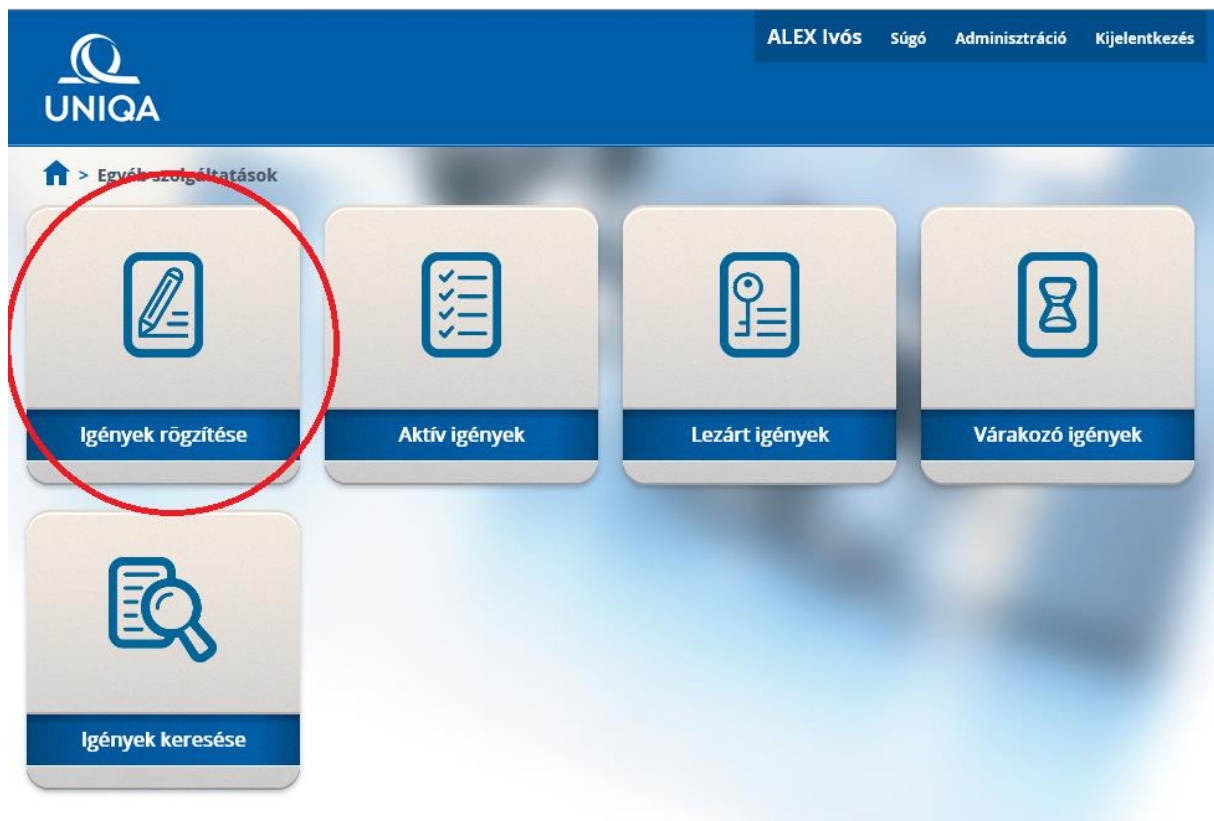 ALEX Ivós Súgó Adminisztráció Kijelentkezés
UNIQA
> Egyéb szolgáltatások
Igények rögzítése
Aktív igények
Lezárt igények
Várakozó igények
Igények keresése